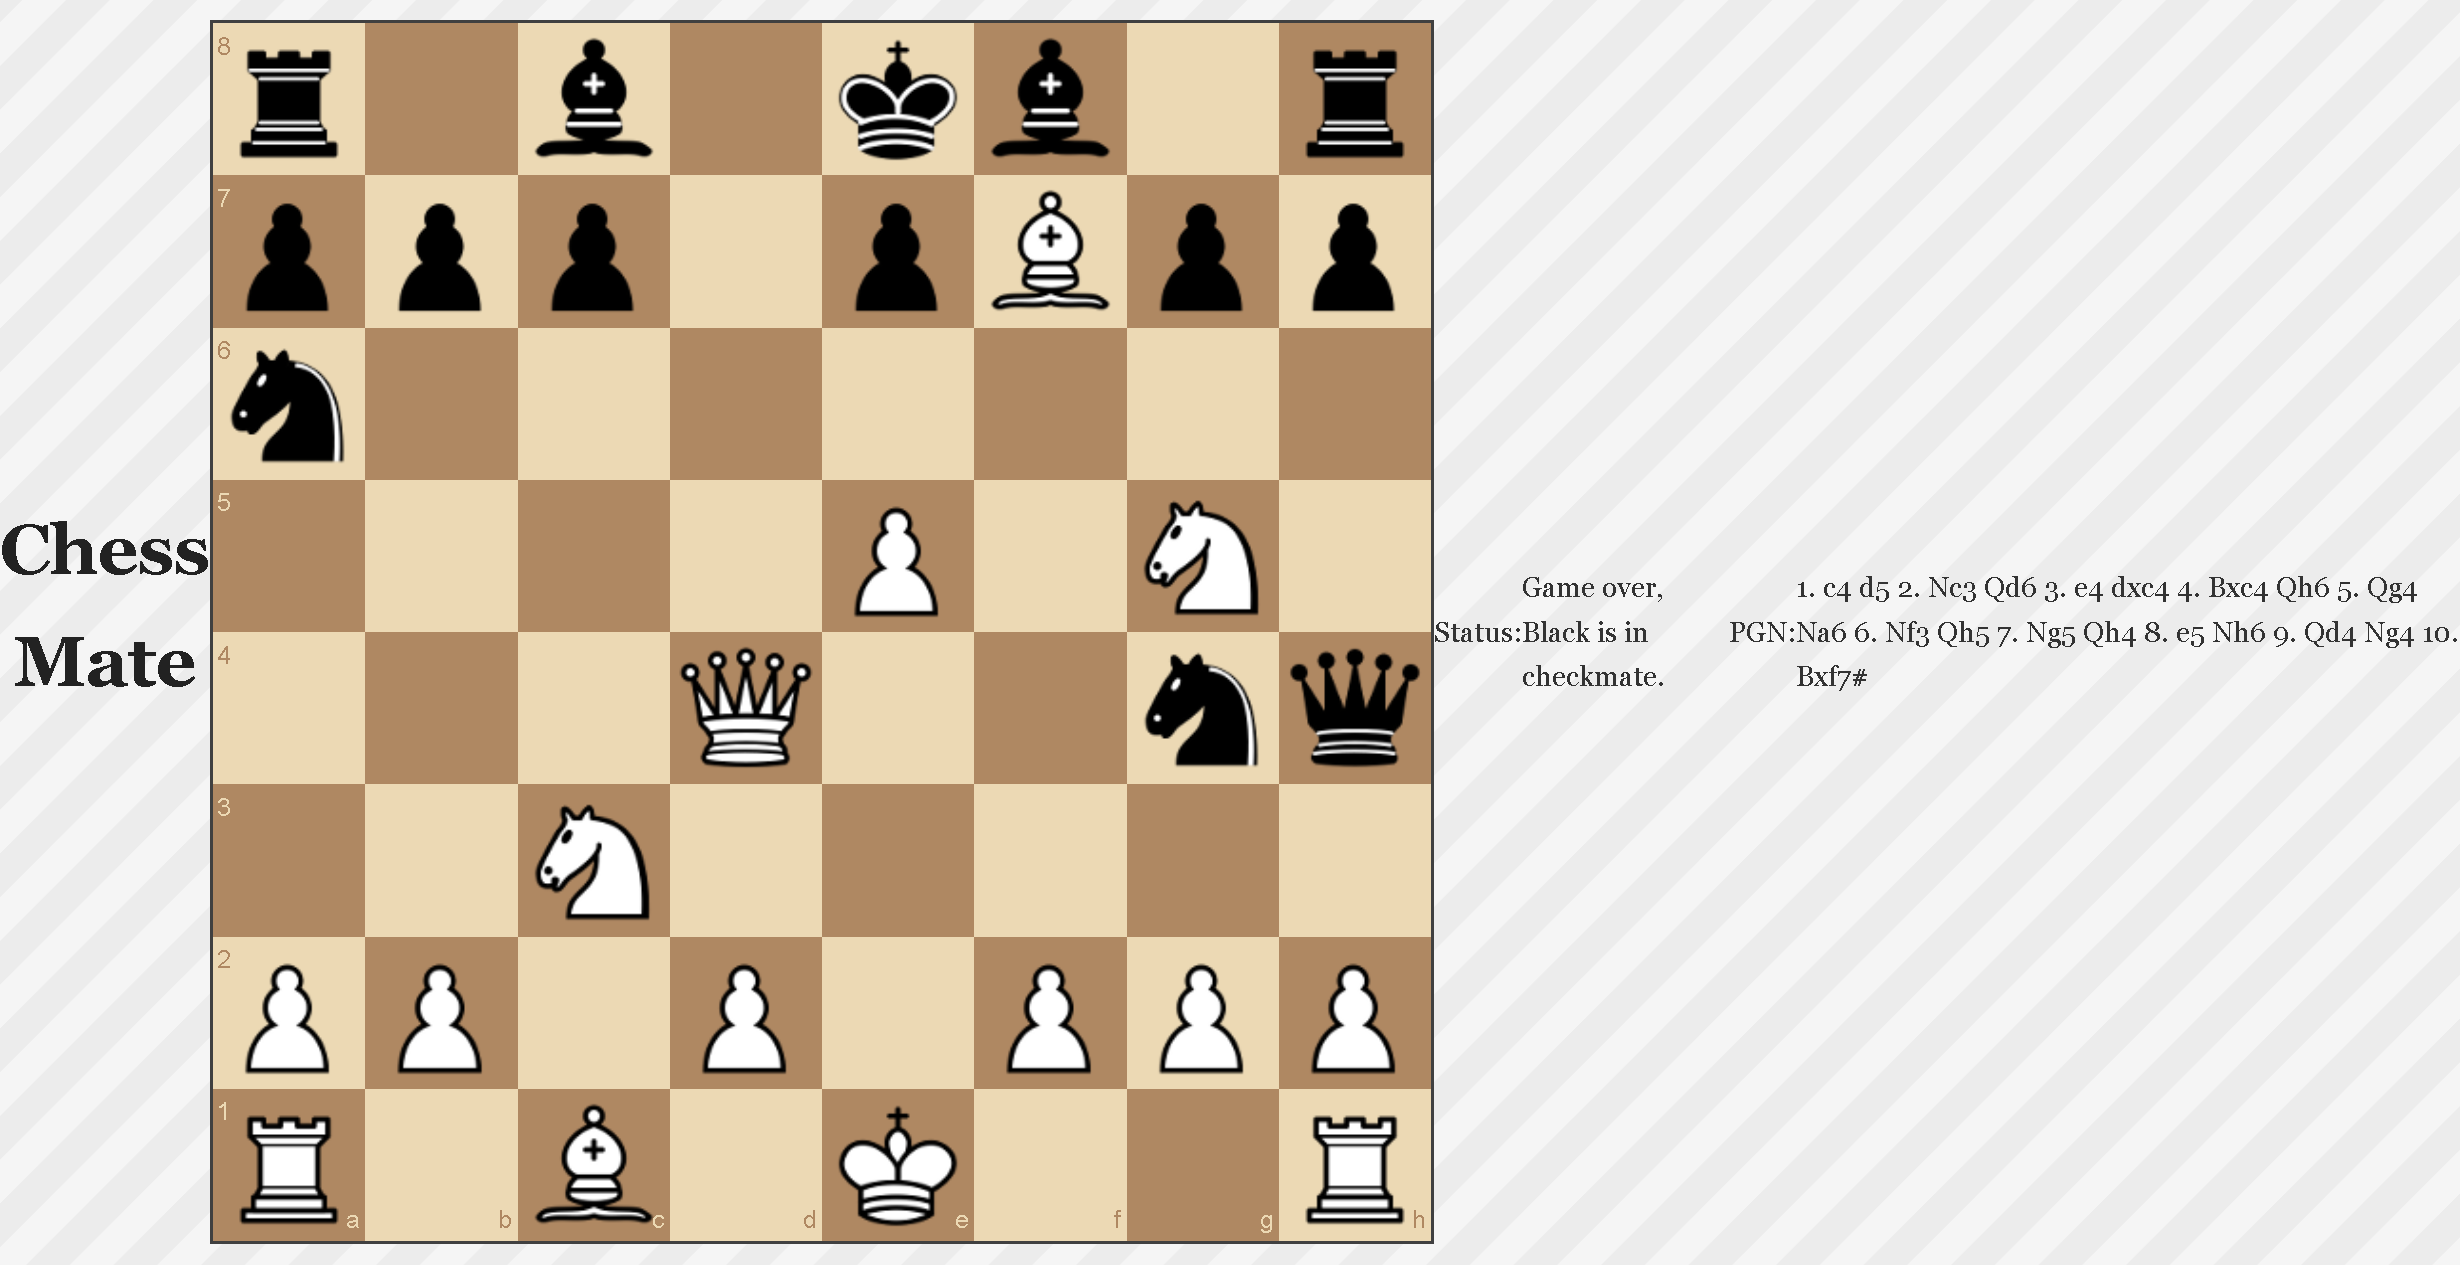 Chess
Mate
8
7
6
5
4
3
2
1
a b c d e f g h
Status:
Game over,
Black is in
checkmate.
PGN:
1. c4 d5 2. Nc3 Qd6 3. e4 dxc4 4. Bxc4 Qh6 5. Qg4
Na6 6. Nf3 Qh5 7. Ng5 Qh4 8. e5 Nh6 9. Qd4 Ng4 10.
Bxf7#